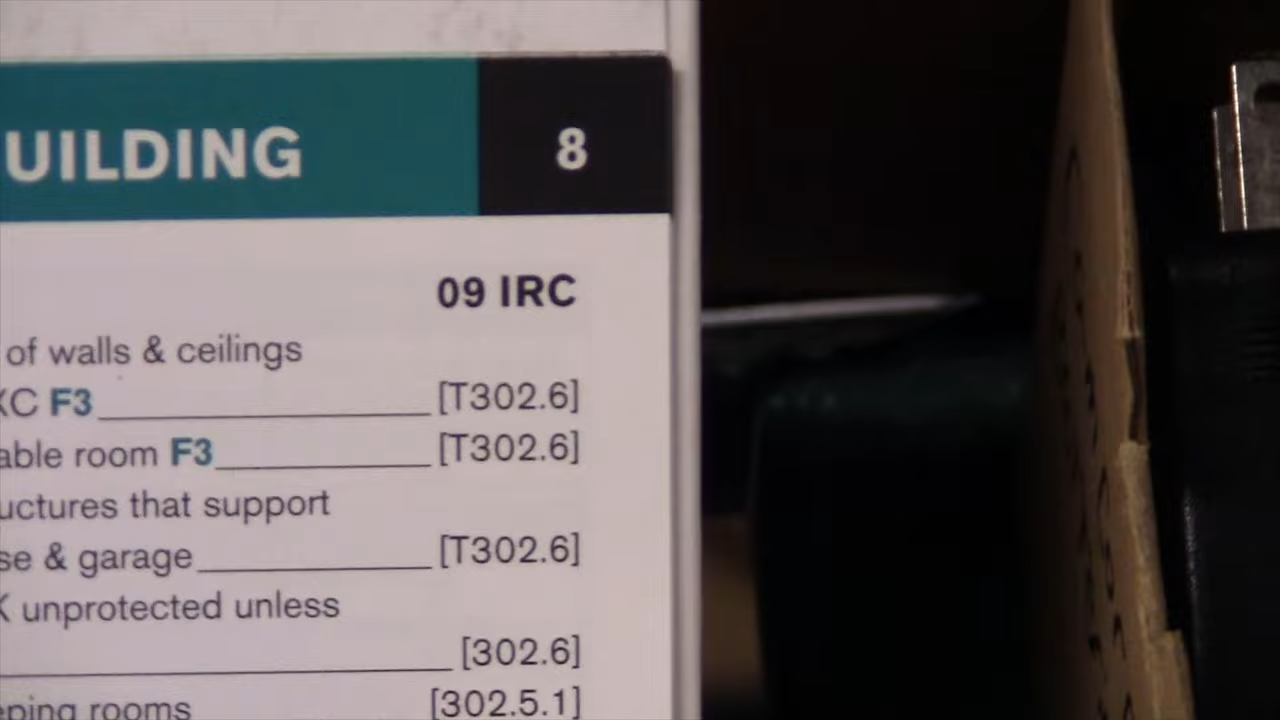 UILDING 8
09 IRC
of walls & ceilings
XC F3 [T302.6]
able room F3 [T302.6]
uctures that support
se & garage [T302.6]
K unprotected unless
[302.6]
eping rooms [302.5.1]